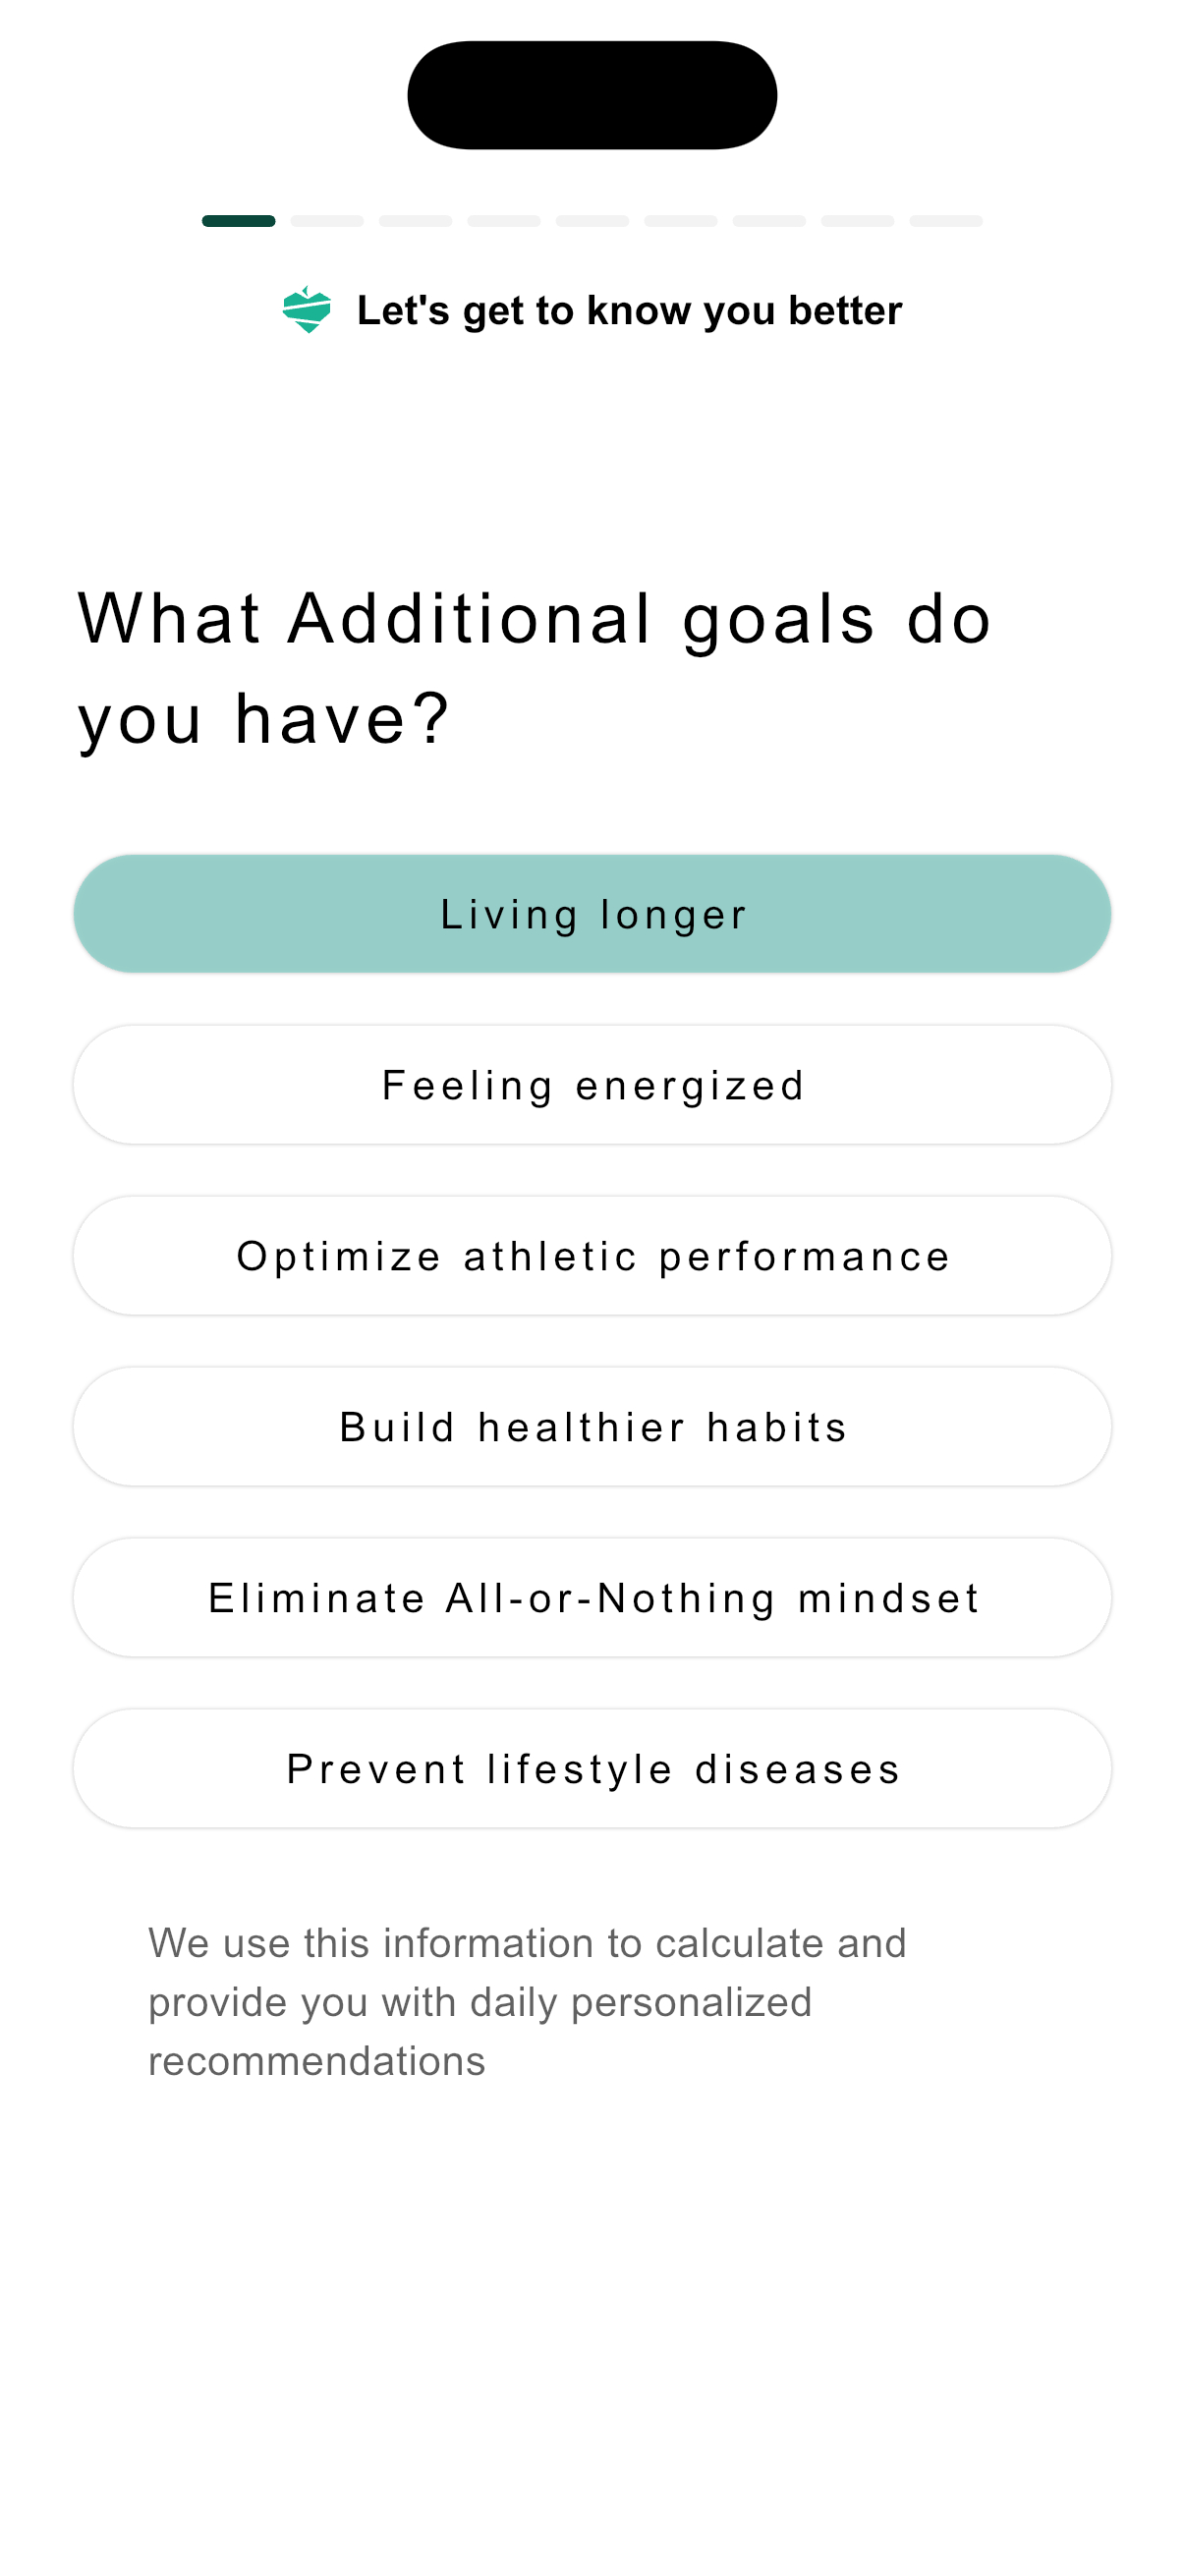 Let's get to know you better
What Additional goals do
you have?
Living longer
Feeling energized
Optimize athletic performance
Build healthier habits
Eliminate All-or-Nothing mindset
Prevent lifestyle diseases
We use this information to calculate and
provide you with daily personalized
recommendations